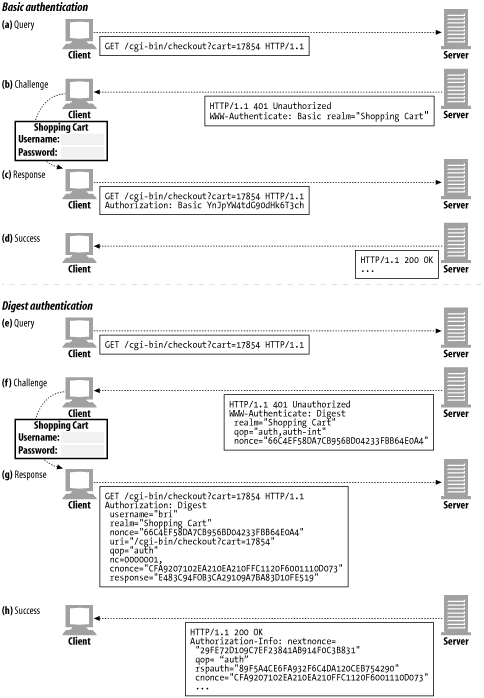 Basic authentication
(a) Query
Client
GET /cgi-bin/checkout?cart=17854 HTTP/1.1
Server
(b) Challenge
Client
HTTP/1.1 401 Unauthorized
WWW-Authenticate: Basic realm="Shopping Cart"
Server
Shopping Cart
Username:
Password:
(c) Response
Client
GET /cgi-bin/checkout?cart=17854 HTTP/1.1
Authorization: Basic YnJpYW4tdG90dHk6T3ch
Server
(d) Success
Client
HTTP/1.1 200 OK
...
Server
Digest authentication
(e) Query
Client
GET /cgi-bin/checkout?cart=17854 HTTP/1.1
Server
(f) Challenge
Client
HTTP/1.1 401 Unauthorized
WWW-Authenticate: Digest
realm="Shopping Cart"
qop="auth,auth-int"
nonce="66C4EF58DA7CB956BD04233FBB64E0A4"
Server
Shopping Cart
Username:
Password:
(g) Response
Client
GET /cgi-bin/checkout?cart=17854 HTTP/1.1
Authorization: Digest
username="bri"
realm="Shopping Cart"
nonce="66C4EF58DA7CB956BD04233FBB64E0A4"
uri="/cgi-bin/checkout?cart=17854"
qop="auth"
nc=0000001,
cnonce="CFA9207102EA210EA210FFC1120F6001110D073"
response="E483C94F0B3CA29109A7BA83D10FE519"
Server
(h) Success
Client
HTTP/1.1 200 OK
Authorization-Info: nextnonce=
"29FE72D109C7EF23841AB914F0C3B831"
qop= “auth”
rspauth="89F5A4CE6FA932F6C4DA120CEB754290"
cnonce="CFA9207102EA210EA210FFC1120F6001110D073"
...
Server